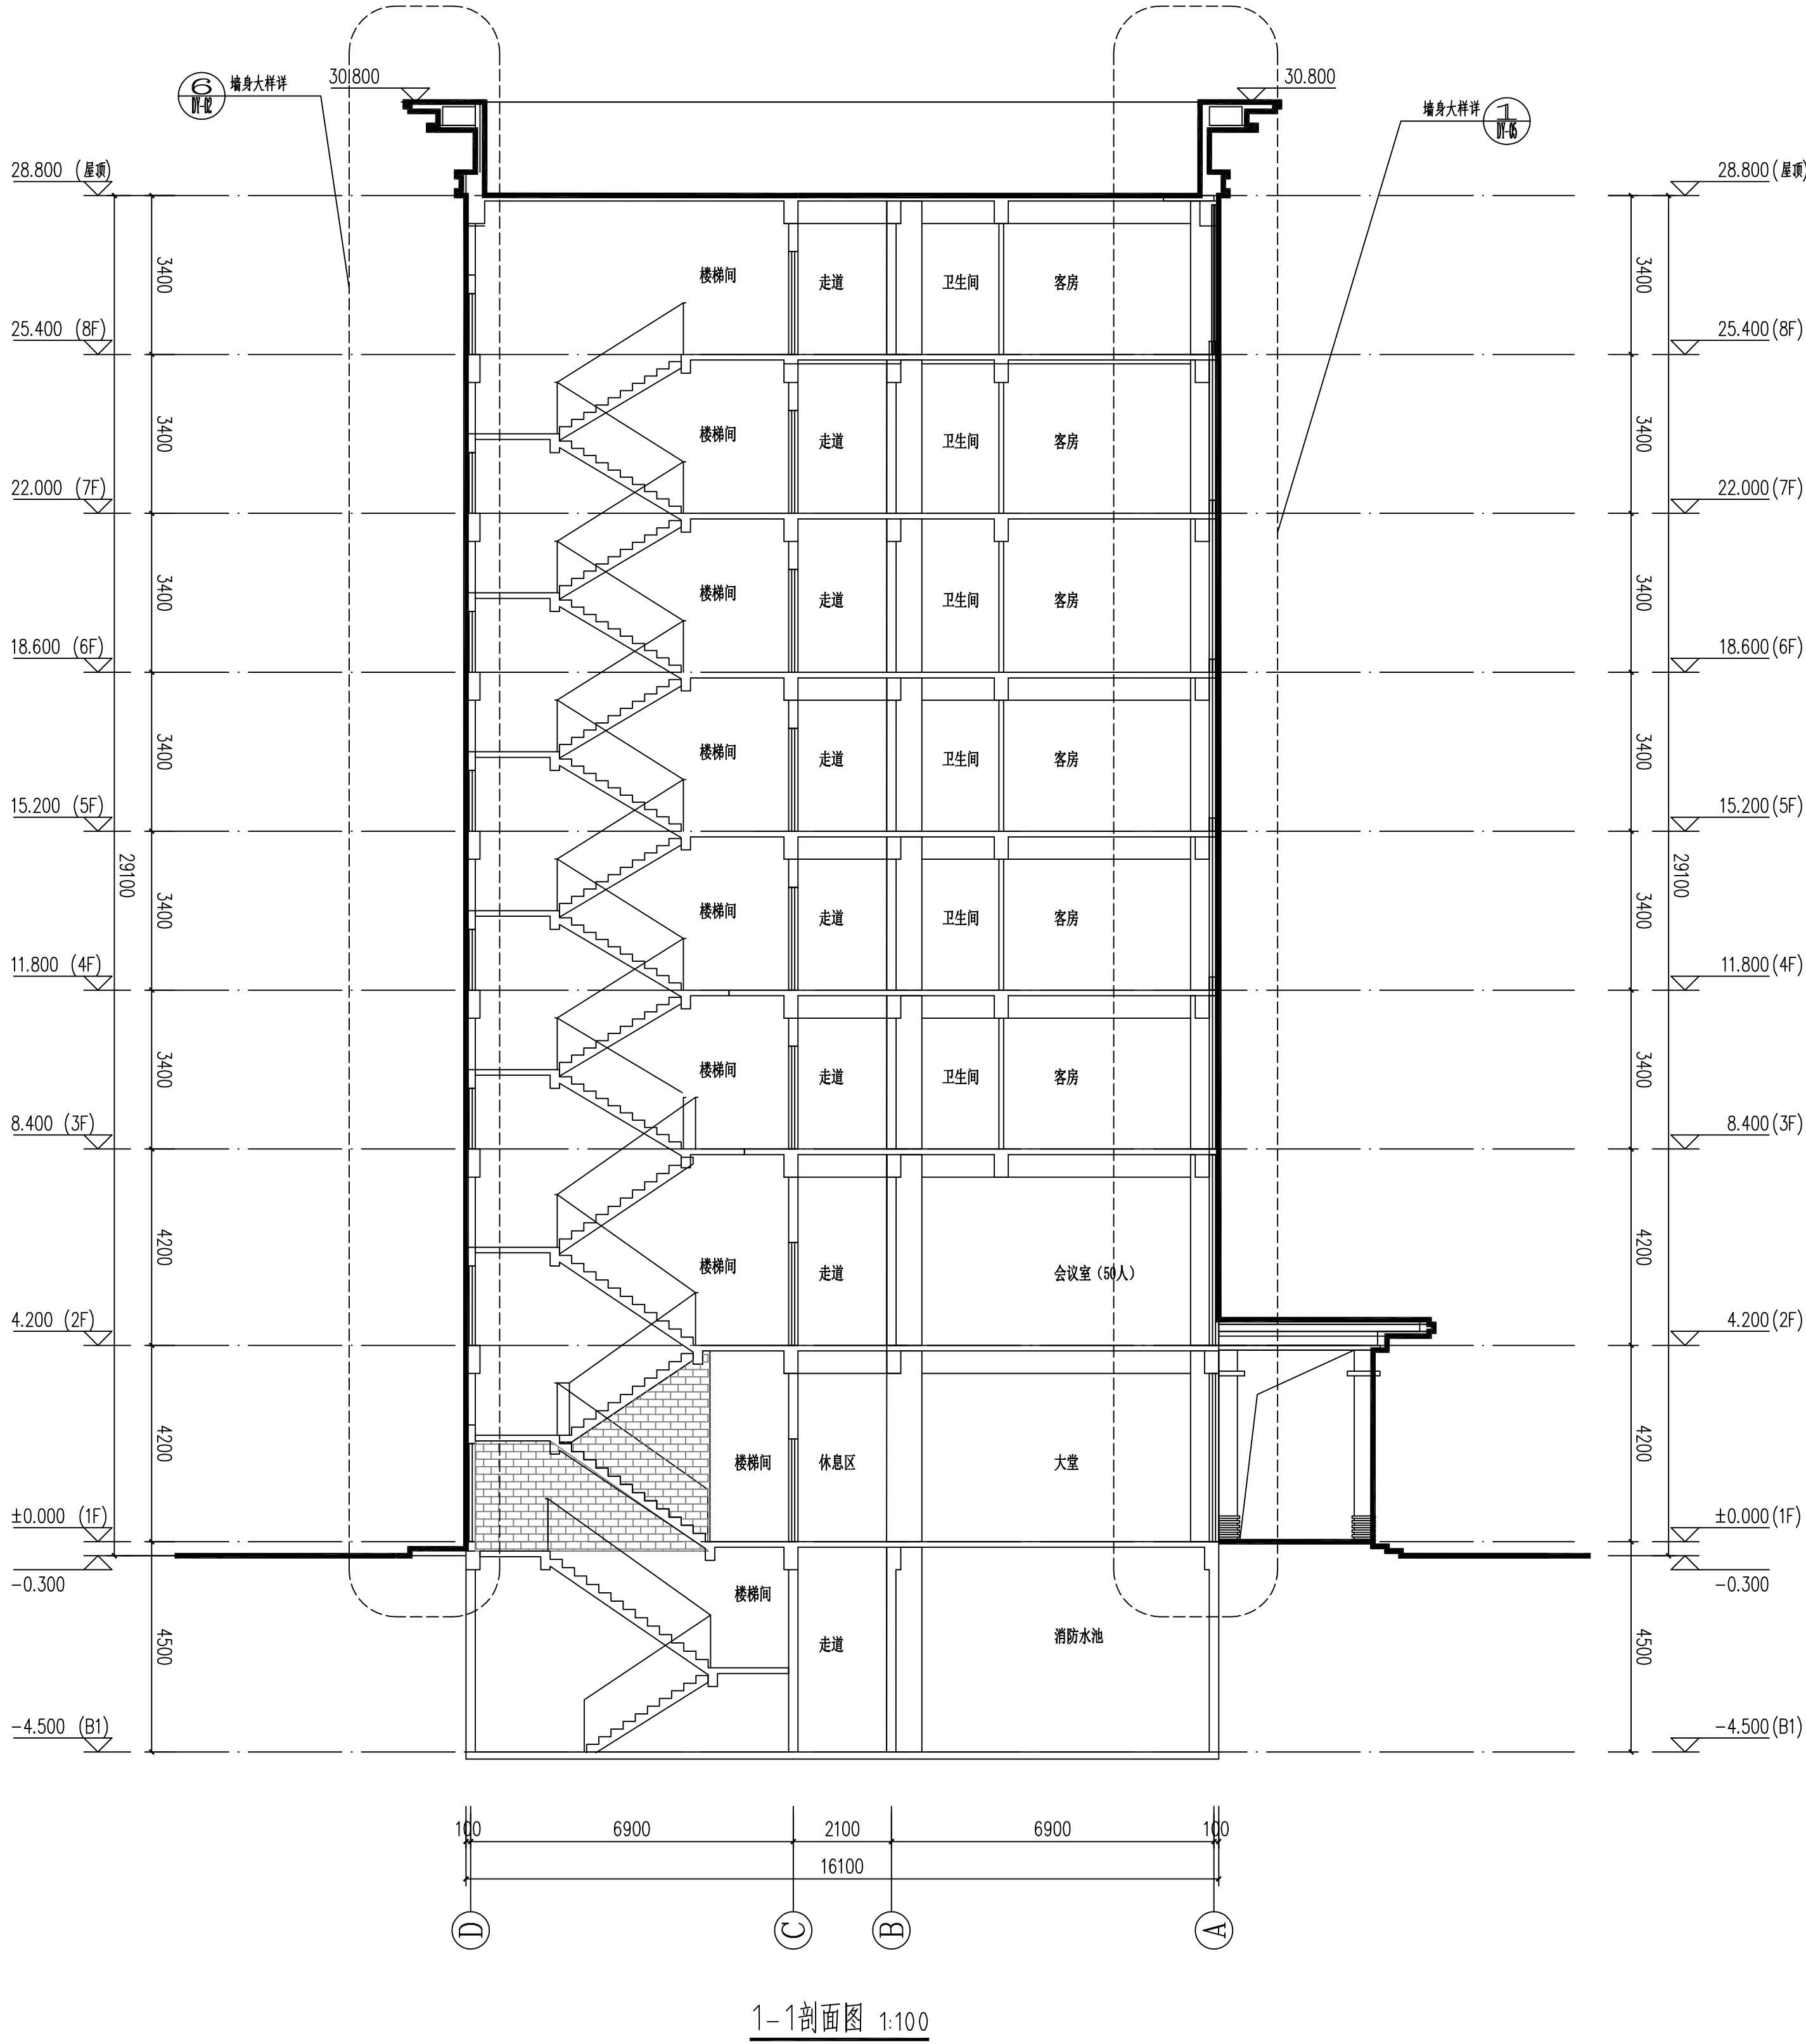 6 墙身大样详
DY-02
30.800
30.800
墙身大样详 1
DY-05
28.800 (屋顶)
28.800(屋顶)
3400
楼梯间 走道 卫生间 客房
3400
25.400 (8F)
25.400(8F)
3400
楼梯间 走道 卫生间 客房
3400
22.000 (7F)
22.000(7F)
3400
楼梯间 走道 卫生间 客房
3400
18.600 (6F)
18.600(6F)
3400
楼梯间 走道 卫生间 客房
3400
15.200 (5F)
15.200(5F)
29100
29100
3400
楼梯间 走道 卫生间 客房
3400
11.800 (4F)
11.800(4F)
3400
楼梯间 走道 卫生间 客房
3400
8.400 (3F)
8.400(3F)
4200
楼梯间 走道 会议室（50人）
4200
4.200 (2F)
4.200(2F)
4200
楼梯间 休息区 大堂
4200
±0.000 (1F)
±0.000(1F)
-0.300
-0.300
楼梯间
4500
走道 消防水池
4500
-4.500 (B1)
-4.500(B1)
100 6900 2100 6900 100
16100
D C B A
1-1剖面图 1:100